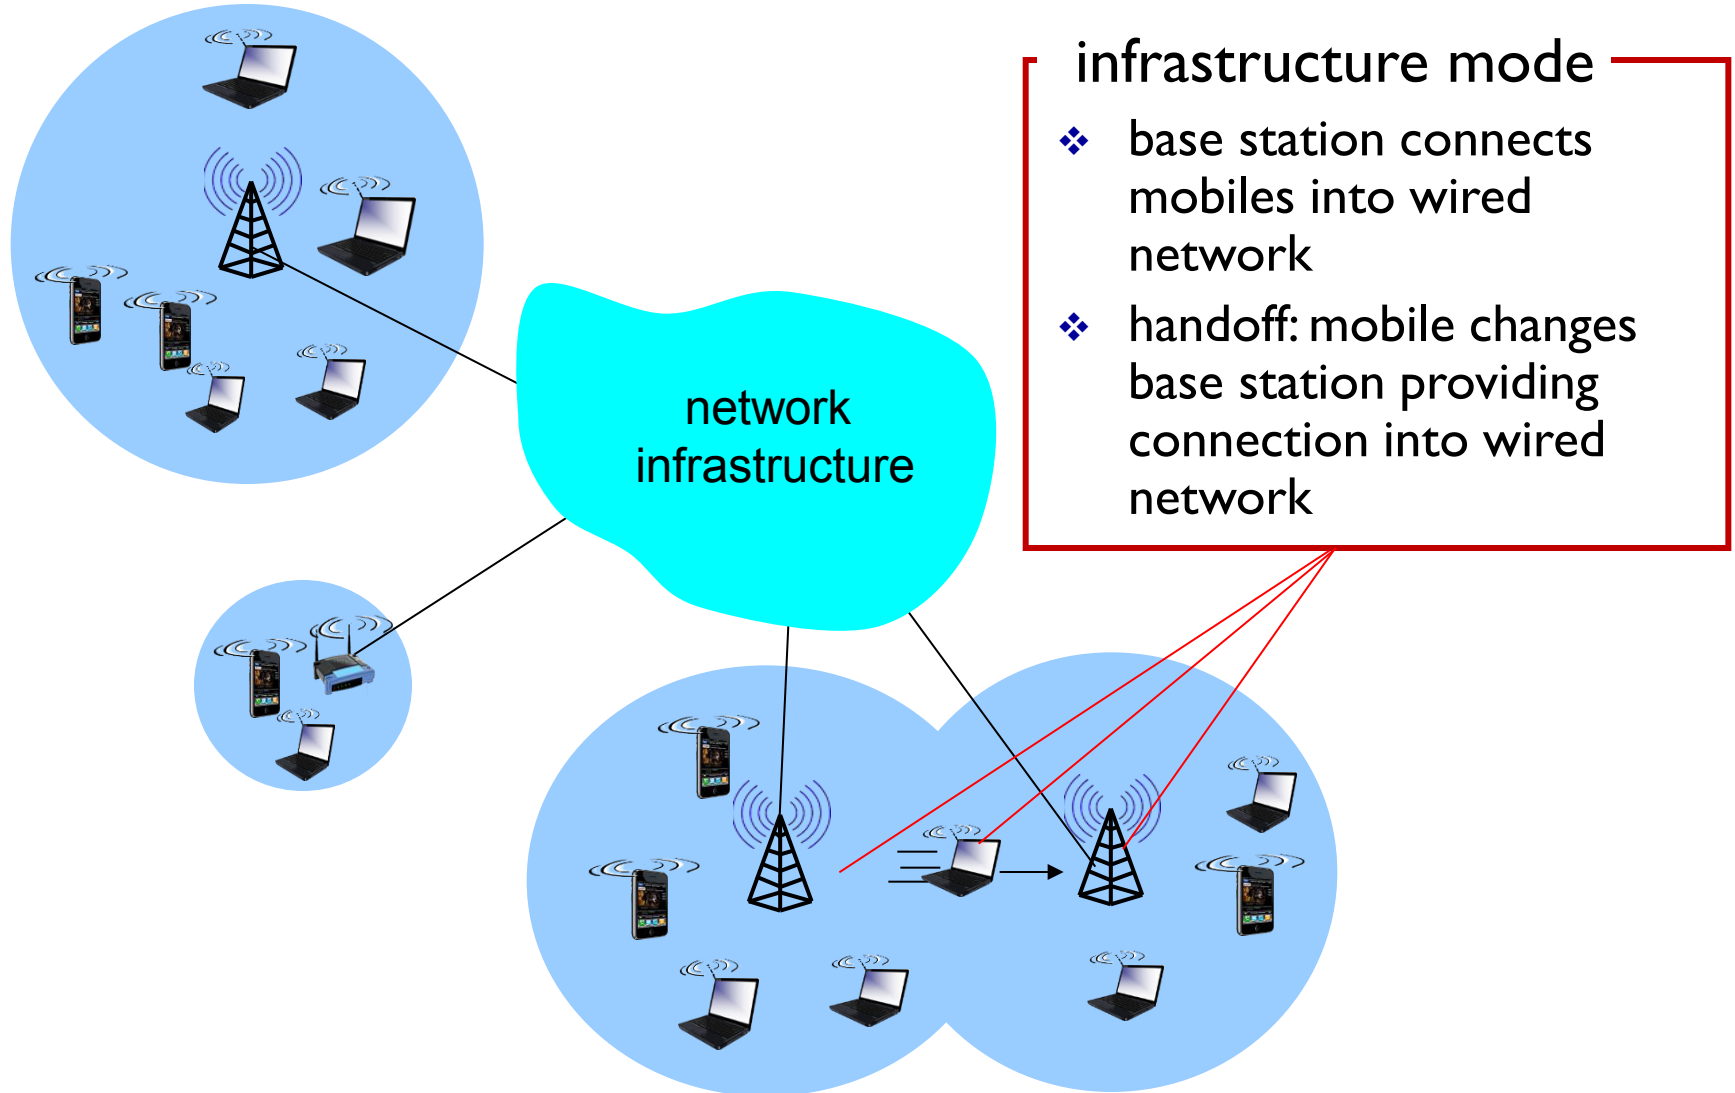 infrastructure mode
base station connects
mobiles into wired
network
handoff: mobile changes
base station providing
connection into wired
network
network
infrastructure